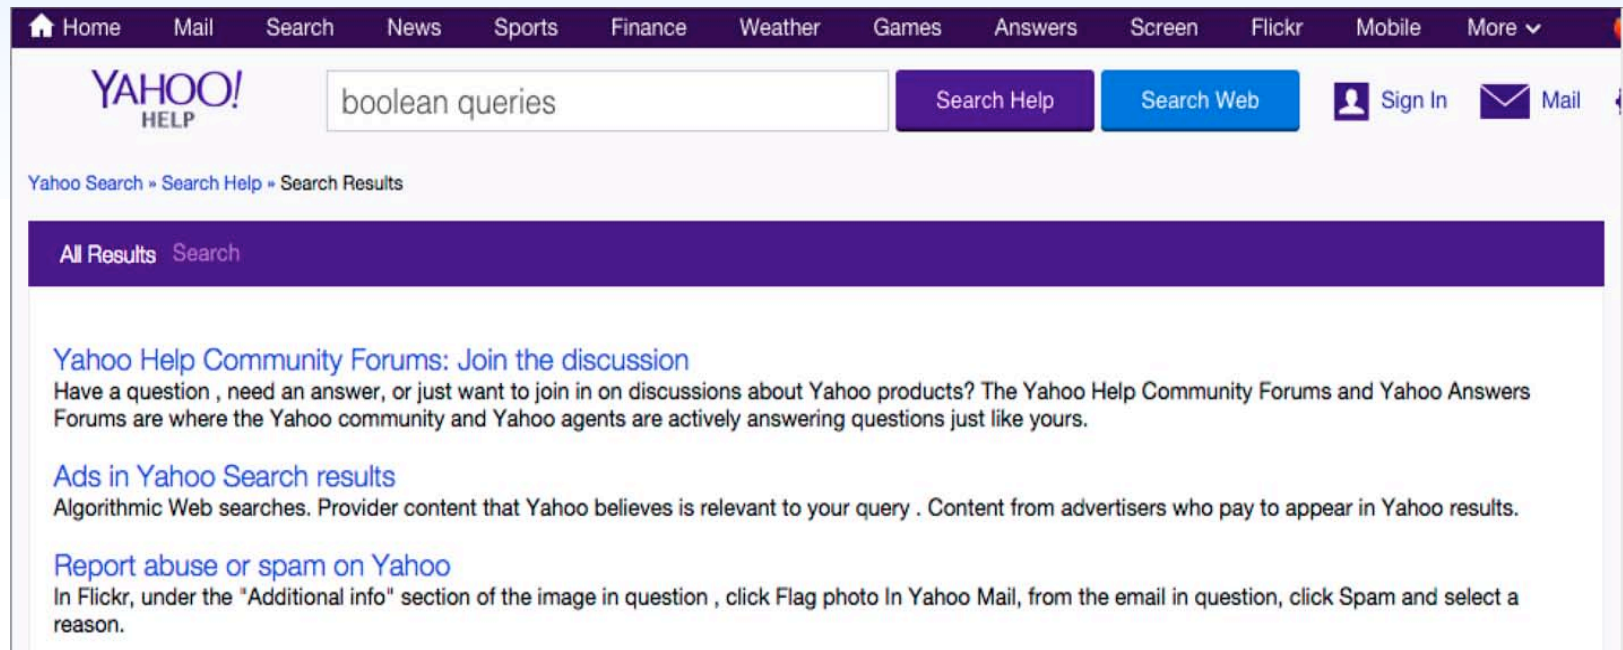 Home Mail Search News Sports Finance Weather Games Answers Screen Flickr Mobile More
YAHOO!
HELP
boolean queries
Search Help
Search Web
Sign In
Mail
Yahoo Search » Search Help » Search Results
All Results Search
Yahoo Help Community Forums: Join the discussion
Have a question , need an answer, or just want to join in on discussions about Yahoo products? The Yahoo Help Community Forums and Yahoo Answers
Forums are where the Yahoo community and Yahoo agents are actively answering questions just like yours.
Ads in Yahoo Search results
Algorithmic Web searches. Provider content that Yahoo believes is relevant to your query . Content from advertisers who pay to appear in Yahoo results.
Report abuse or spam on Yahoo
In Flickr, under the "Additional info" section of the image in question , click Flag photo In Yahoo Mail, from the email in question, click Spam and select a
reason.